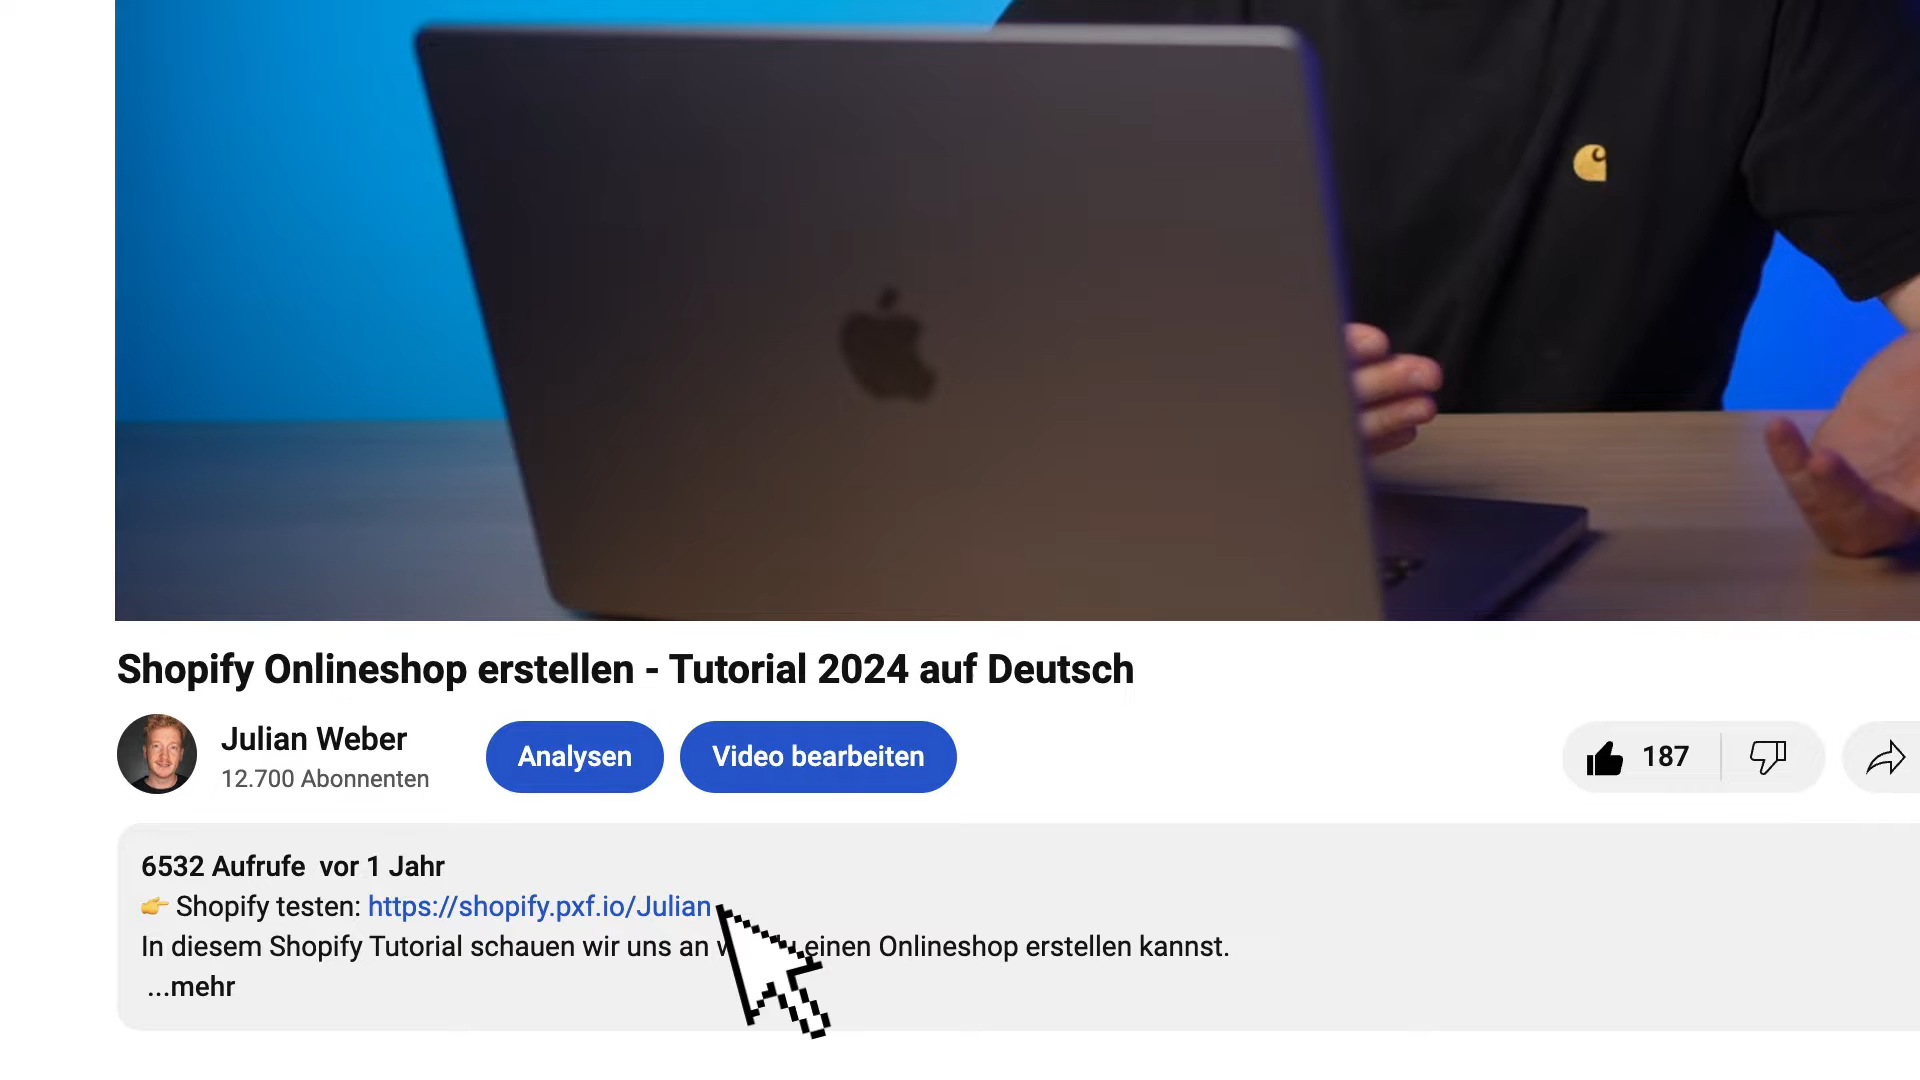 Shopify Onlineshop erstellen - Tutorial 2024 auf Deutsch
Julian Weber
12.700 Abonnenten
Analysen
Video bearbeiten
187
6532 Aufrufe vor 1 Jahr
👉 Shopify testen: https://shopify.pxf.io/Julian
In diesem Shopify Tutorial schauen wir uns an einen Onlineshop erstellen kannst.
...mehr